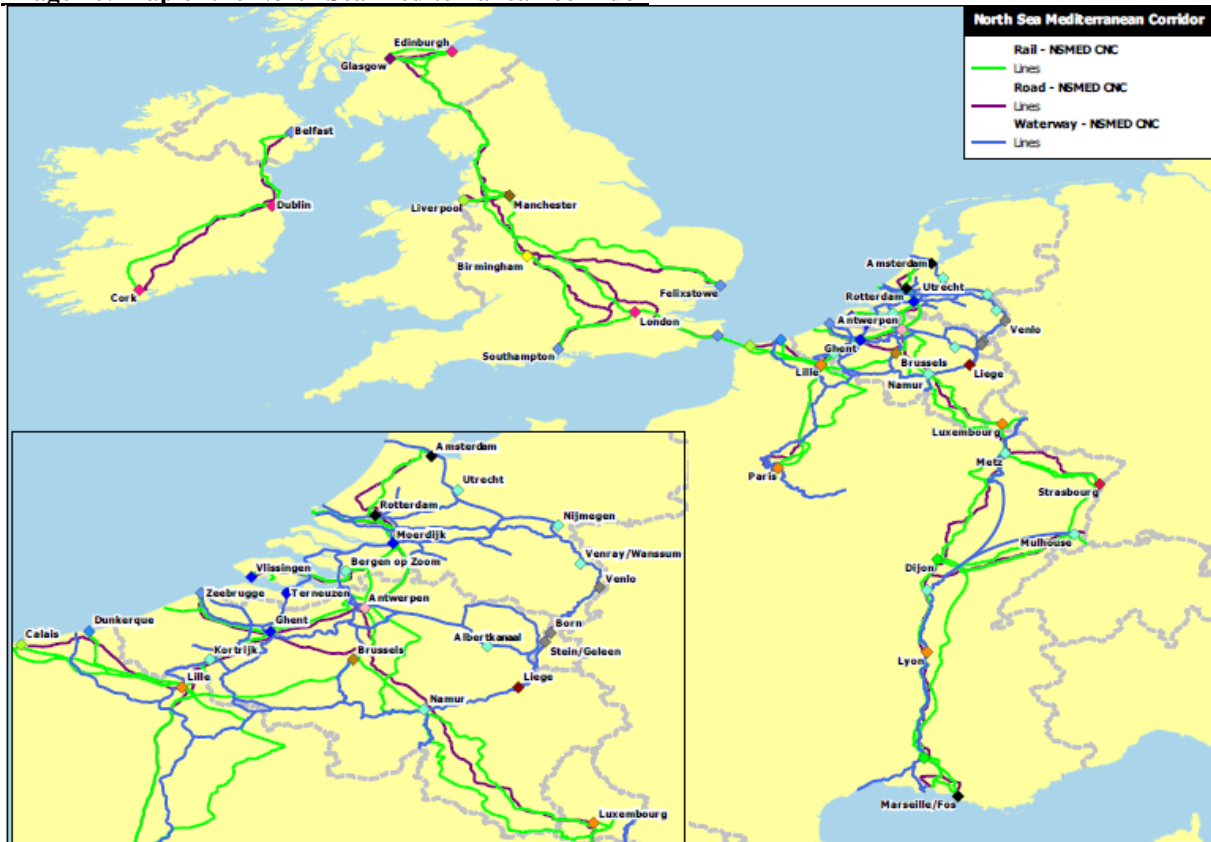 North Sea Mediterranean Corridor
Rail - NSMED CNC
Lines
Road - NSMED CNC
Lines
Waterway - NSMED CNC
Lines
Edinburgh
Glasgow
Belfast
Dublin
Cork
Liverpool
Manchester
Birmingham
Felixstowe
London
Southampton
Amsterdam
Utrecht
Rotterdam
Antwerpen
Venlo
Ghent
Brussels
Lille
Liege
Namur
Luxembourg
Metz
Paris
Strasbourg
Mulhouse
Dijon
Lyon
Marseille/Fos
Amsterdam
Utrecht
Rotterdam
Nijmegen
Moerdijk
Venray/Wanssum
Vlissingen
Bergen op Zoom
Venlo
Zeebrugge
Terneuzen
Antwerpen
Dunkerque
Ghent
Born
Calais
Albertkanaal
Stein/Geleen
Kortrijk
Brussels
Lille
Liege
Namur
Luxembourg